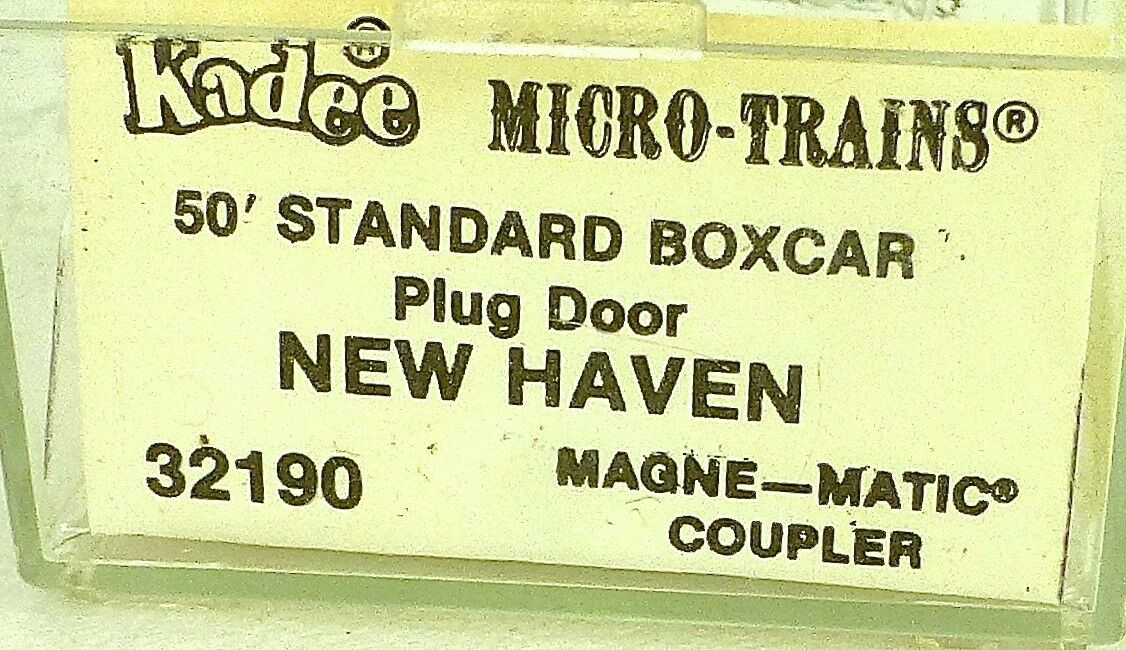 Kadee® MICRO-TRAINS®
50' STANDARD BOXCAR
Plug Door
NEW HAVEN
32190 MAGNE—MATIC®
COUPLER